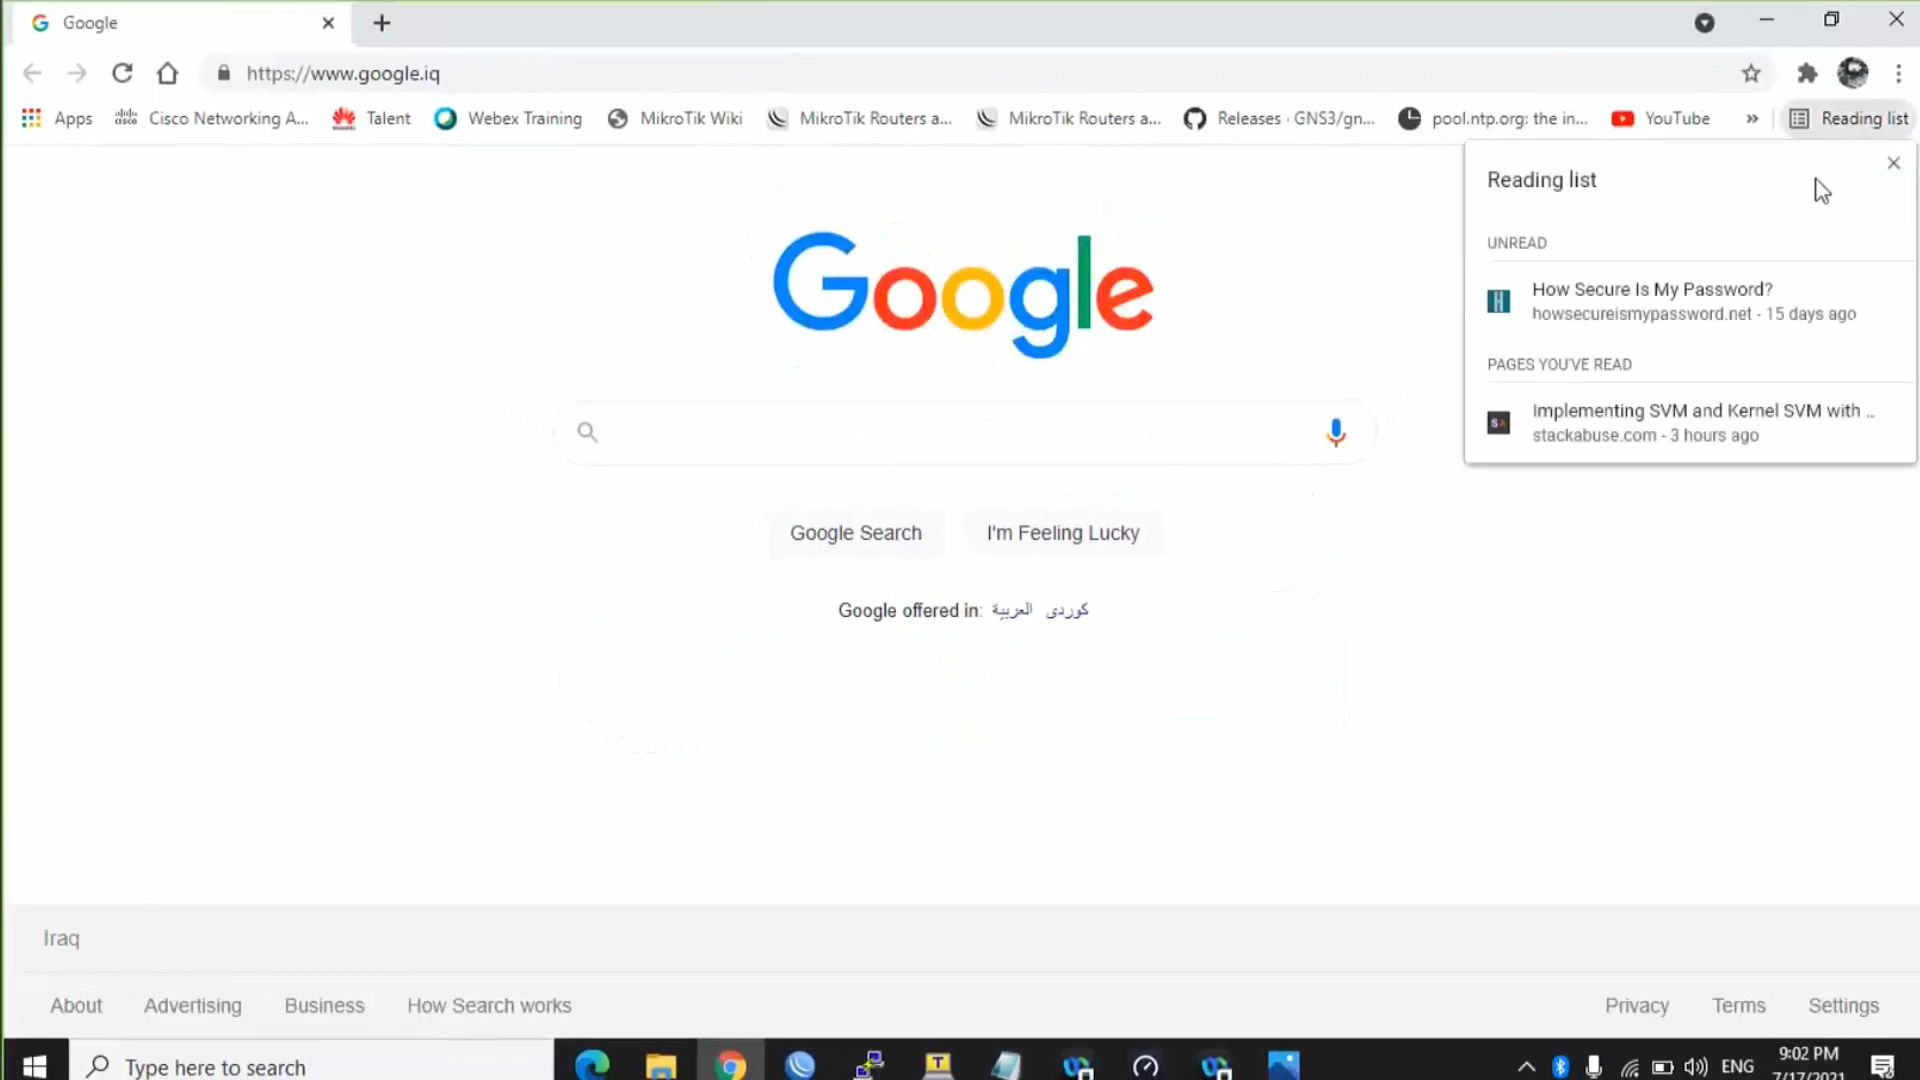 Google
https://www.google.iq
Apps
Cisco Networking A...
Talent
Webex Training
MikroTik Wiki
MikroTik Routers a...
MikroTik Routers a...
Releases · GNS3/gn...
pool.ntp.org: the in...
YouTube
»
Reading list
Reading list
UNREAD
How Secure Is My Password?
howsecureismypassword.net - 15 days ago
PAGES YOU'VE READ
Implementing SVM and Kernel SVM with ...
stackabuse.com - 3 hours ago
Google
Google Search
I'm Feeling Lucky
Google offered in: العربية كوردی
Iraq
About
Advertising
Business
How Search works
Privacy
Terms
Settings
Type here to search
ENG
9:02 PM
7/17/2021